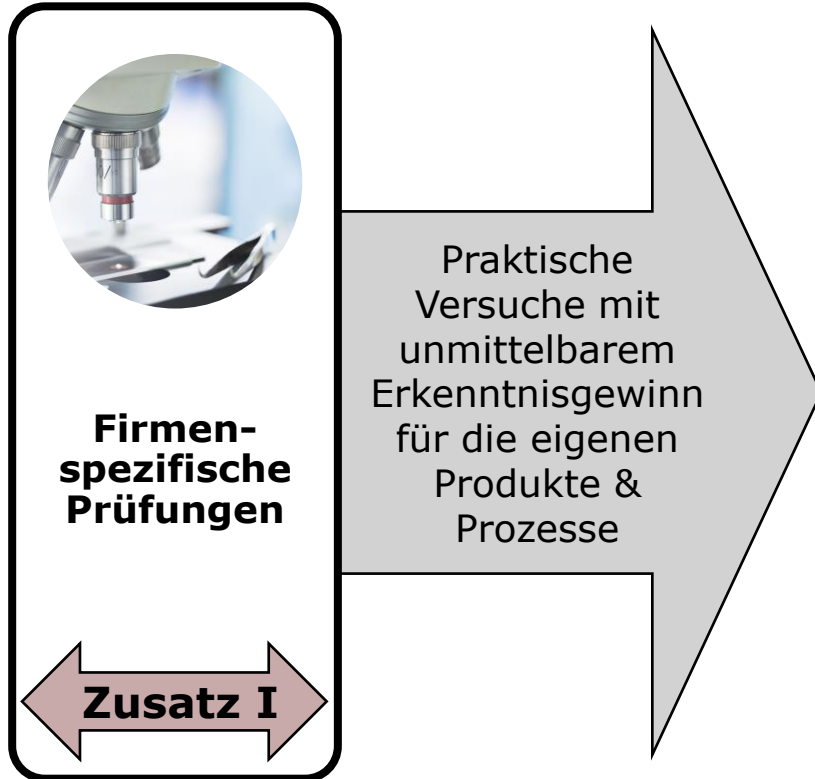 Firmen-
spezifische
Prüfungen
Zusatz I
Praktische
Versuche mit
unmittelbarem
Erkenntnisgewinn
für die eigenen
Produkte &
Prozesse